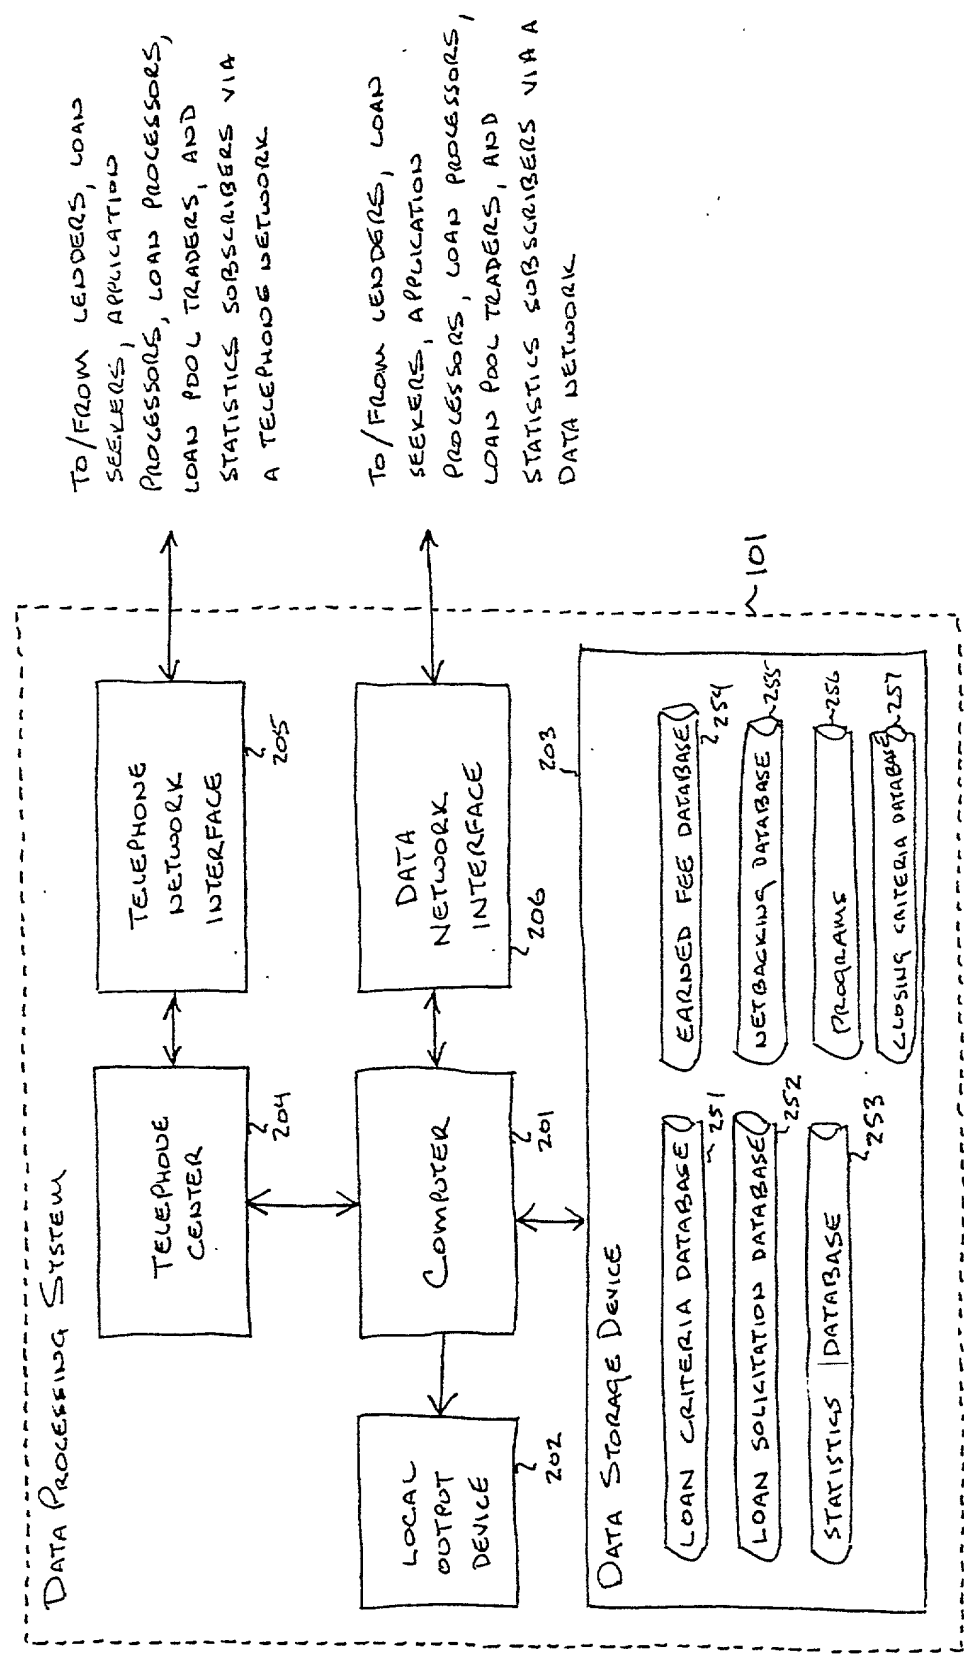 DATA PROCESSING SYSTEM
TELEPHONE
CENTER
204
TELEPHONE
NETWORK
INTERFACE
205
TO/FROM LENDERS, LOAN
SEEKERS, APPLICATION
PROCESSORS, LOAN PROCESSORS,
LOAN POOL TRADERS, AND
STATISTICS SUBSCRIBERS VIA
A TELEPHONE NETWORK
LOCAL
OUTPUT
DEVICE
202
COMPUTER
201
DATA
NETWORK
INTERFACE
206
TO/FROM LENDERS, LOAN
SEEKERS, APPLICATION
PROCESSORS, LOAN PROCESSORS,
LOAN POOL TRADERS, AND
STATISTICS SUBSCRIBERS VIA A
DATA NETWORK
203
DATA STORAGE DEVICE
LOAN CRITERIA DATABASE
251
LOAN SOLICITATION DATABASE
252
STATISTICS DATABASE
253
EARNED FEE DATABASE
254
NETBACKING DATABASE
255
PROGRAMS
256
CLOSING CRITERIA DATABASE
257
101